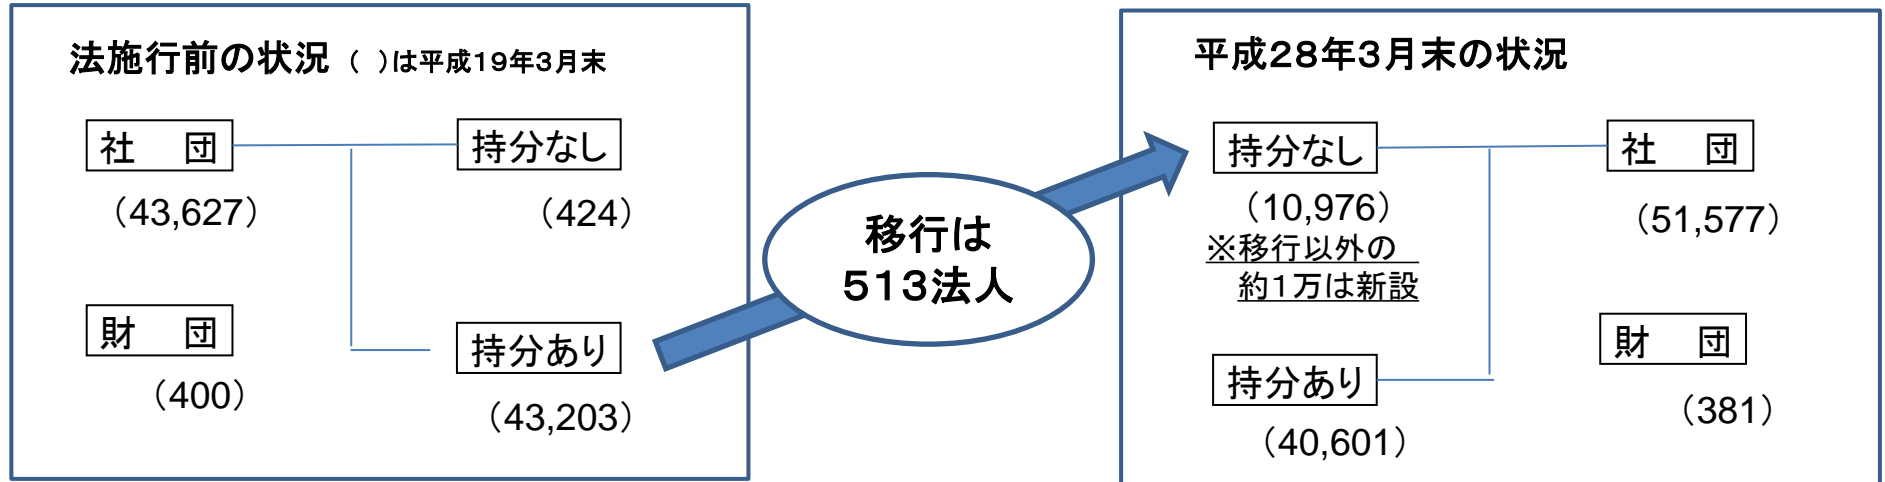 法施行前の状況（ ）は平成19年3月末
社　団
持分なし
（43,627）
（424）
財　団
持分あり
（400）
（43,203）
移行は
513法人
平成28年3月末の状況
持分なし
社　団
（10,976）
（51,577）
※移行以外の
約1万は新設
財　団
持分あり
（381）
（40,601）